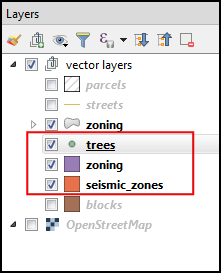 Layers
vector layers
parcels
streets
zoning
trees
zoning
seismic_zones
blocks
OpenStreetMap